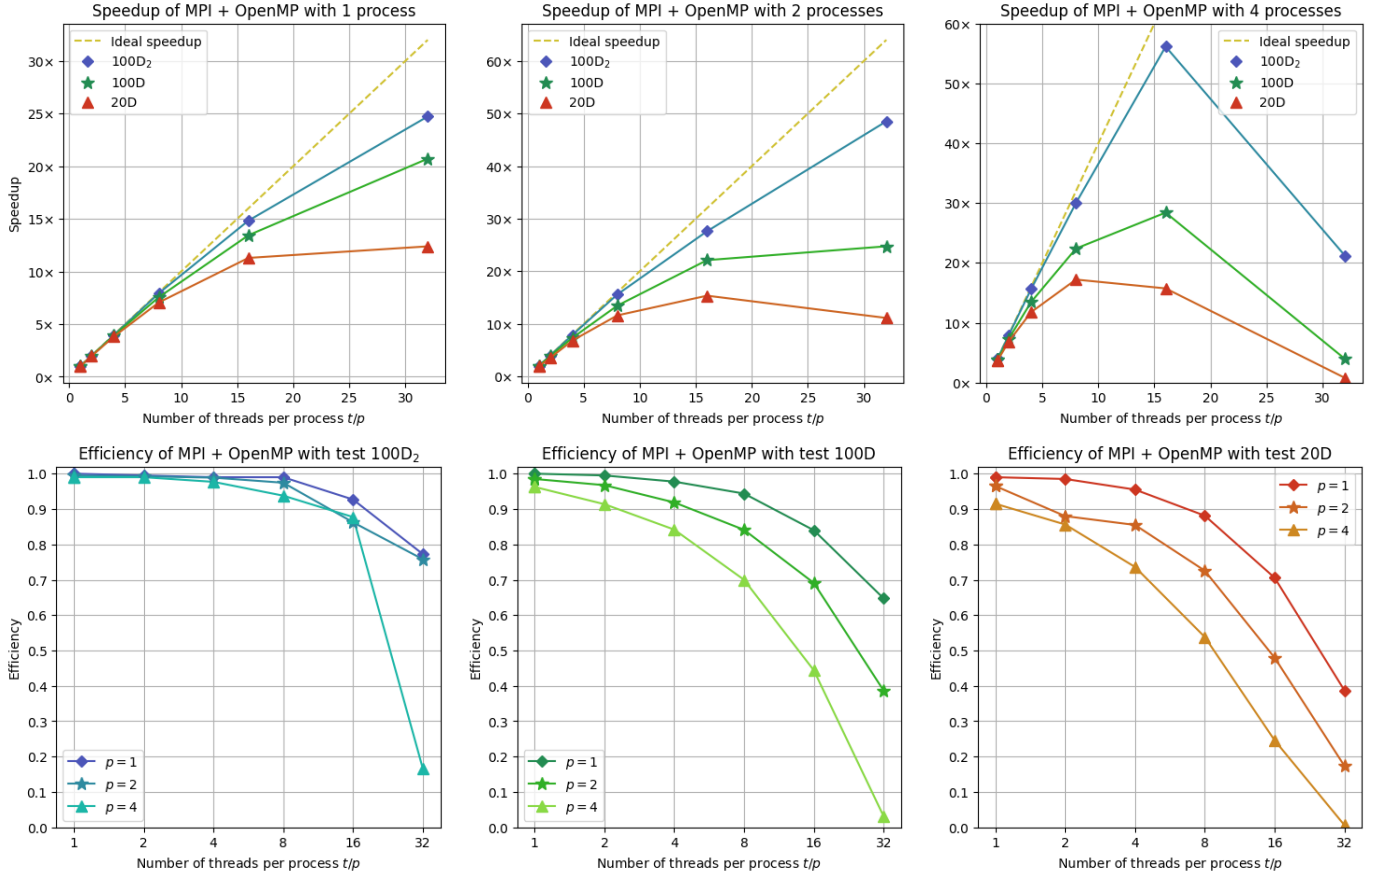 Speedup of MPI + OpenMP with 1 process
Ideal speedup
100D₂
100D
20D
30×
25×
20×
15×
10×
5×
0×
Speedup
0 5 10 15 20 25 30
Number of threads per process t/p
Speedup of MPI + OpenMP with 2 processes
Ideal speedup
100D₂
100D
20D
60×
50×
40×
30×
20×
10×
0×
0 5 10 15 20 25 30
Number of threads per process t/p
Speedup of MPI + OpenMP with 4 processes
Ideal speedup
100D₂
100D
20D
60×
50×
40×
30×
20×
10×
0×
0 5 10 15 20 25 30
Number of threads per process t/p
Efficiency of MPI + OpenMP with test 100D₂
1.0
0.9
0.8
0.7
0.6
0.5
0.4
0.3
0.2
0.1
0.0
Efficiency
p = 1
p = 2
p = 4
1 2 4 8 16 32
Number of threads per process t/p
Efficiency of MPI + OpenMP with test 100D
1.0
0.9
0.8
0.7
0.6
0.5
0.4
0.3
0.2
0.1
0.0
Efficiency
p = 1
p = 2
p = 4
1 2 4 8 16 32
Number of threads per process t/p
Efficiency of MPI + OpenMP with test 20D
1.0
0.9
0.8
0.7
0.6
0.5
0.4
0.3
0.2
0.1
0.0
Efficiency
p = 1
p = 2
p = 4
1 2 4 8 16 32
Number of threads per process t/p